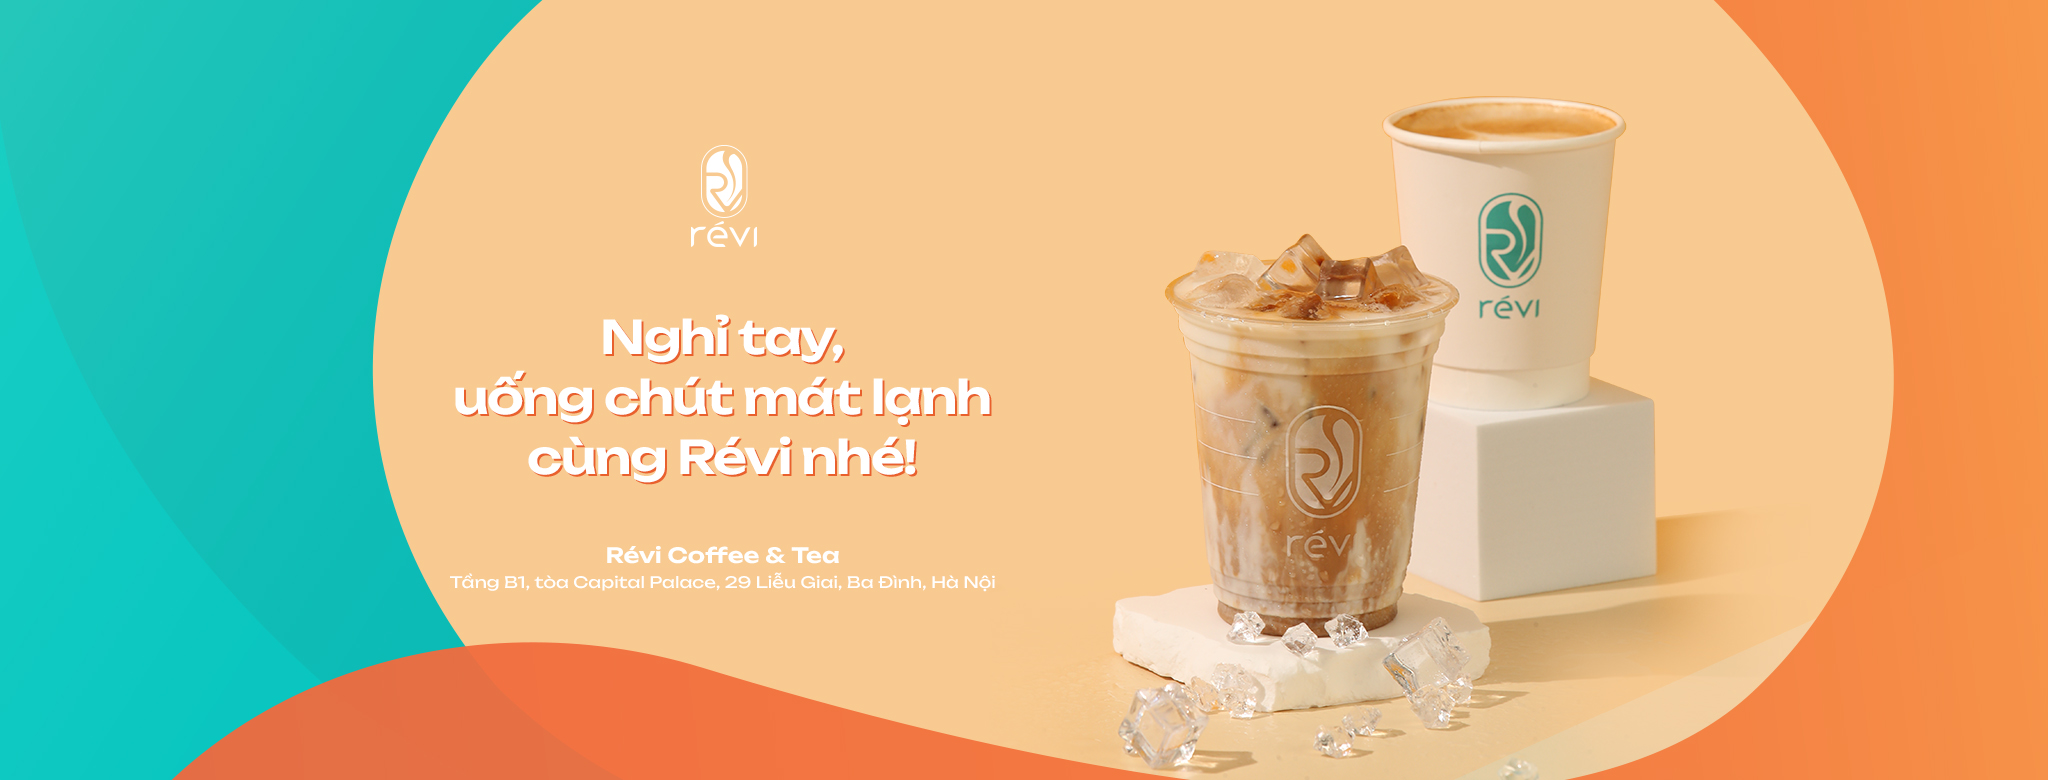 révi
Nghỉ tay,
uống chút mát lạnh
cùng Révi nhé!
Révi Coffee & Tea
Tầng B1, tòa Capital Palace, 29 Liễu Giai, Ba Đình, Hà Nội
révi
révi